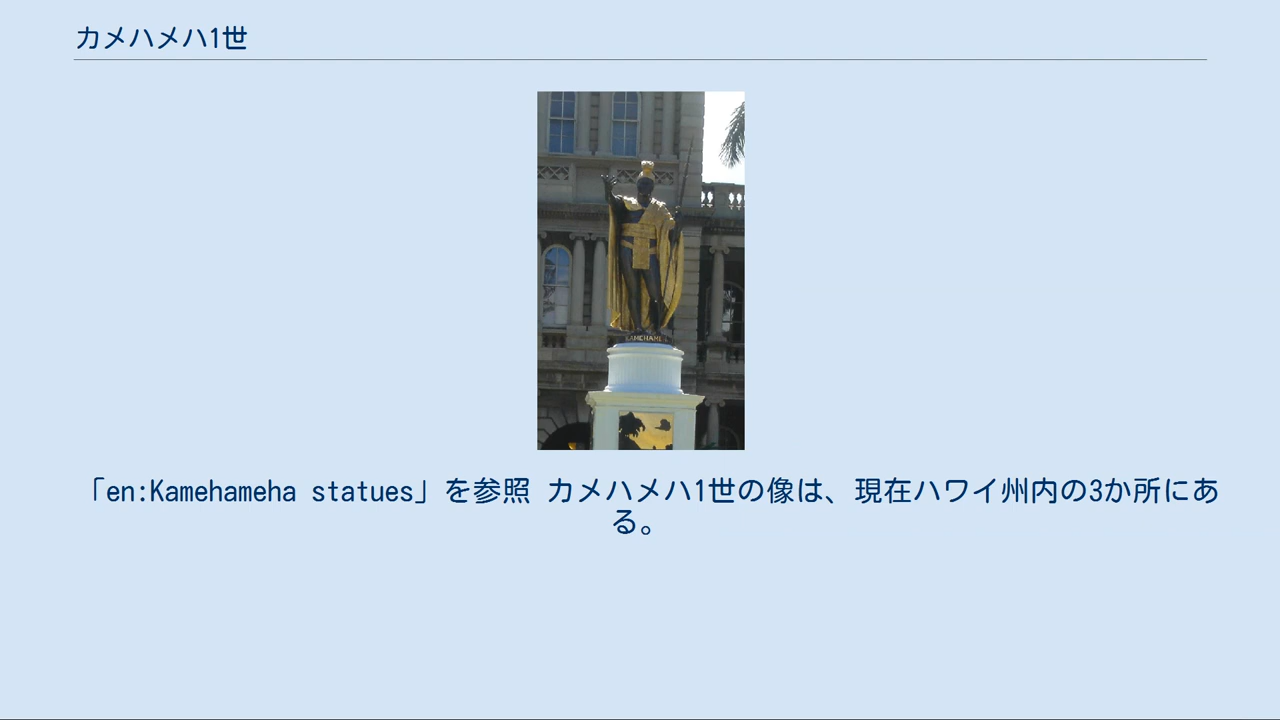 カメハメハ1世
KAMEHAME
「en:Kamehameha statues」を参照 カメハメハ1世の像は、現在ハワイ州内の3か所にあ
る。